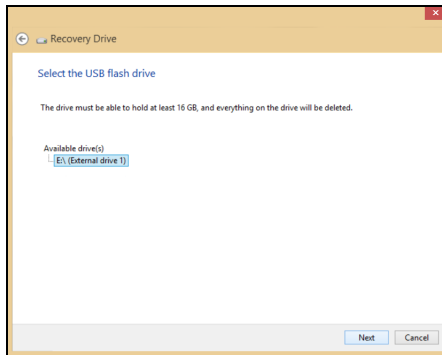 Recovery Drive
Select the USB flash drive
The drive must be able to hold at least 16 GB, and everything on the drive will be deleted.
Available drive(s)
E:\ (External drive 1)
Next Cancel